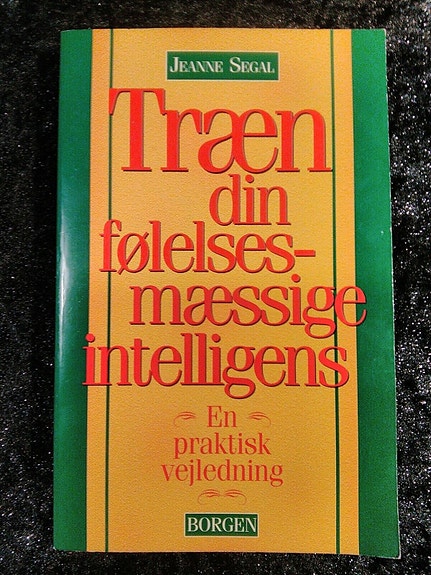 JEANNE SEGAL
Træn
din
følelses-
mæssige
intelligens
En
praktisk
vejledning
BORGEN